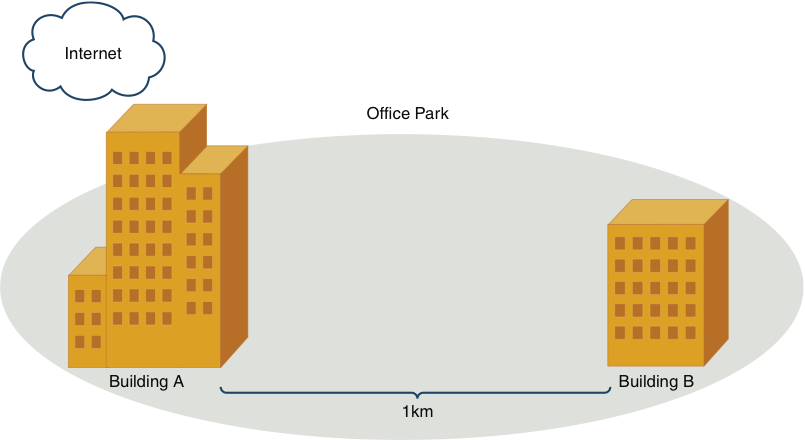 Internet
Office Park
Building A
Building B
1km